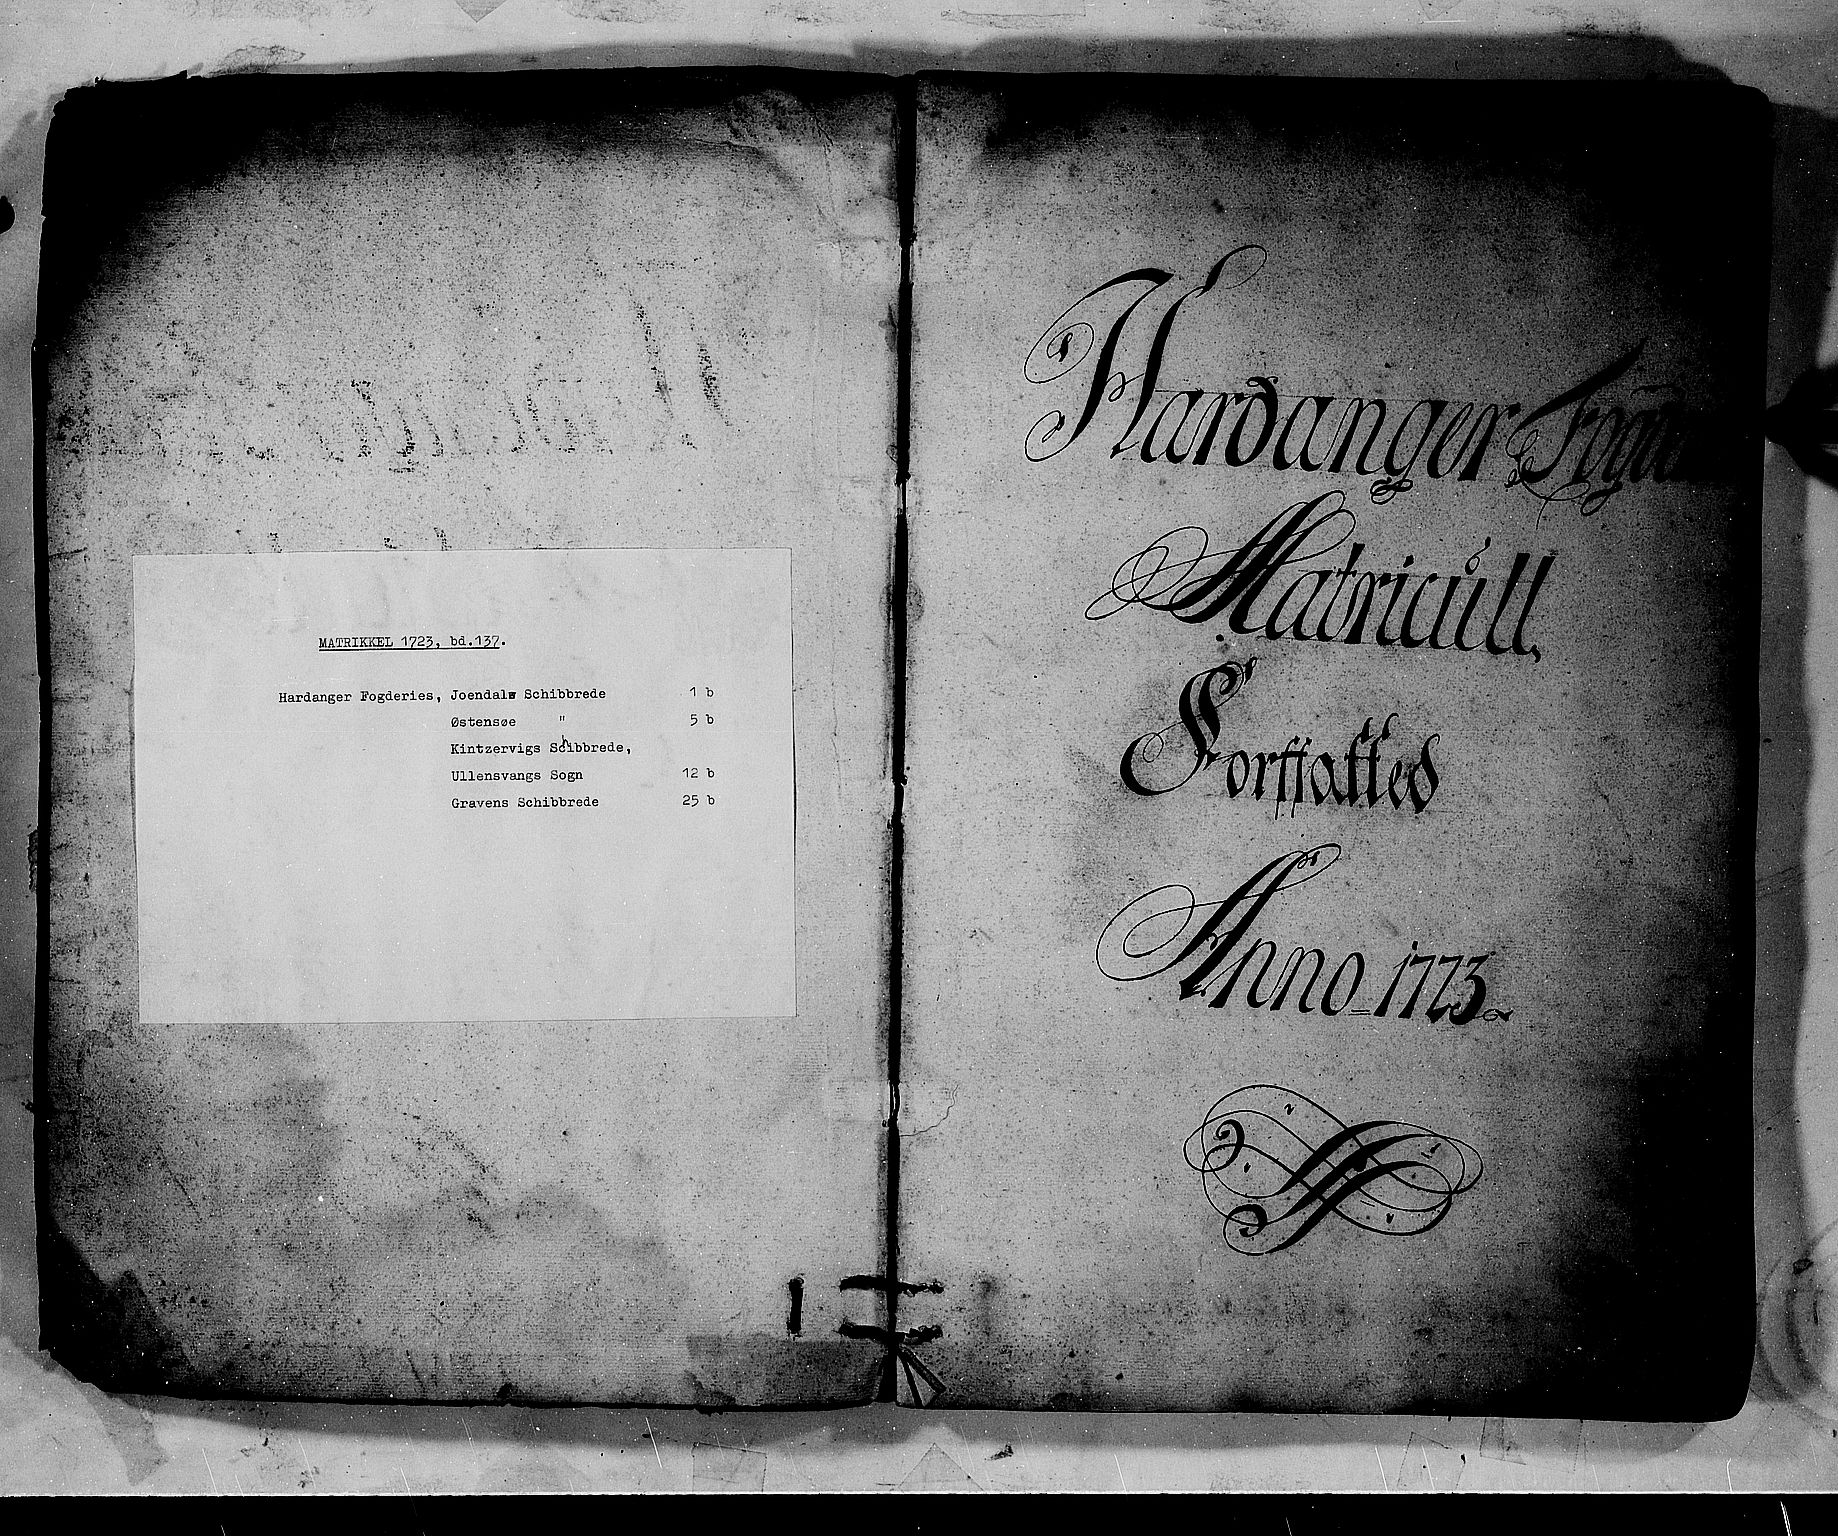 MATRIKKEL 1723, bd.137.
Hardanger Fogderies, Joendals Schibbrede 1 b
Østensøe " 5 b
Kintzervigs Schibbrede,
Ullensvangs Sogn 12 b
Gravens Schibbrede 25 b
Hardanger
Matricull,
Forffatted
Anno = 1723